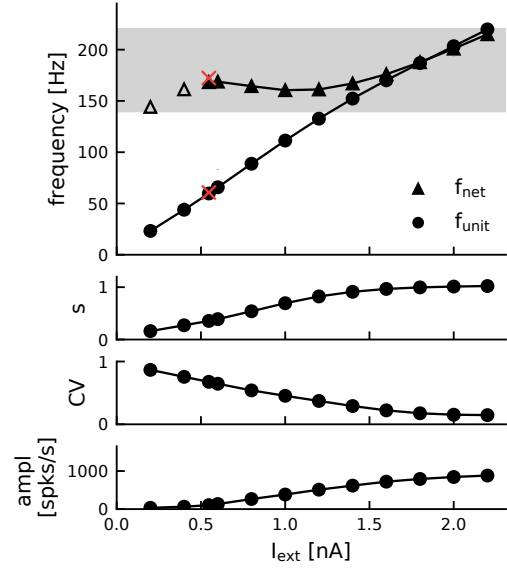 frequency [Hz]
200
150
100
50
0
f_net
f_unit
s
1
0
CV
1
0
ampl
[spks/s]
1000
0
0.0 0.5 1.0 1.5 2.0
I_ext [nA]